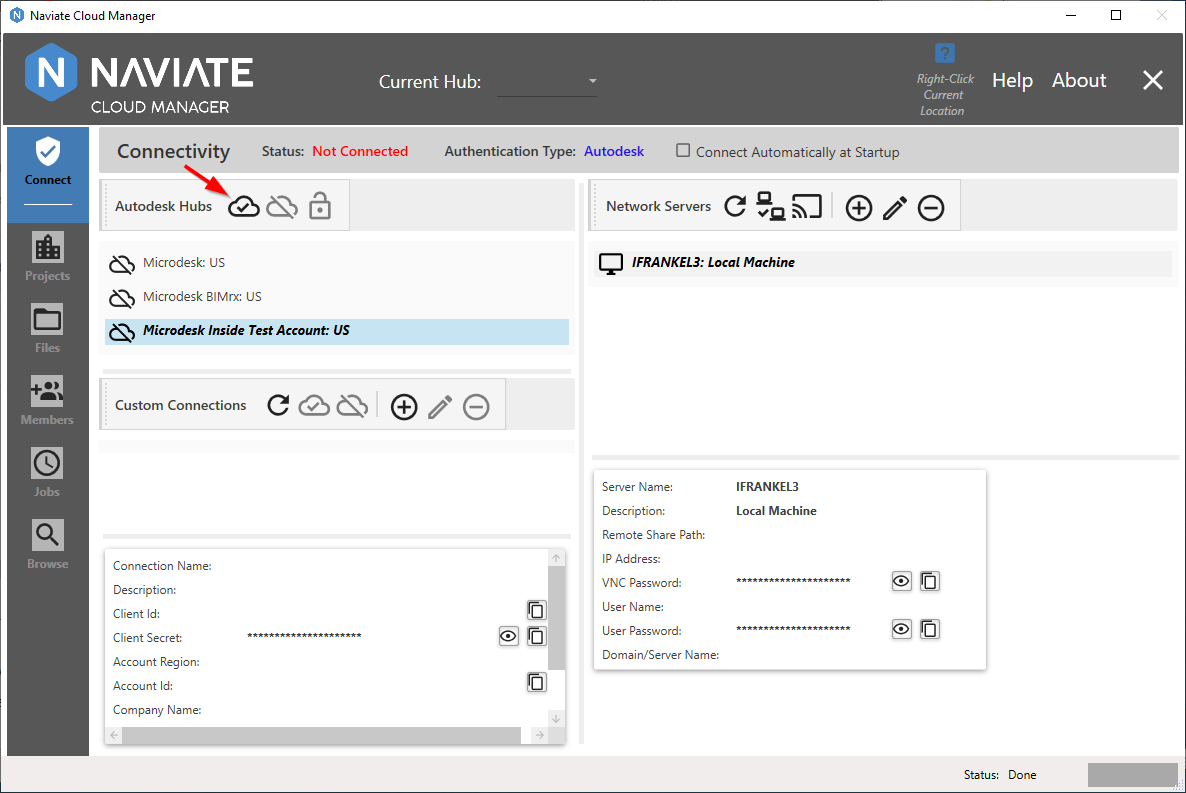 Naviate Cloud Manager
N NAVIATE
CLOUD MANAGER
Current Hub:
?
Right-Click
Current
Location
Help
About
Connect
Projects
Files
Members
Jobs
Browse
Connectivity
Status: Not Connected
Authentication Type: Autodesk
Connect Automatically at Startup
Autodesk Hubs
Microdesk: US
Microdesk BIMrx: US
Microdesk Inside Test Account: US
Custom Connections
Connection Name:
Description:
Client Id:
Client Secret: *********************
Account Region:
Account Id:
Company Name:
Network Servers
IFRANKEL3: Local Machine
Server Name: IFRANKEL3
Description: Local Machine
Remote Share Path:
IP Address:
VNC Password: *********************
User Name:
User Password: *********************
Domain/Server Name:
Status: Done